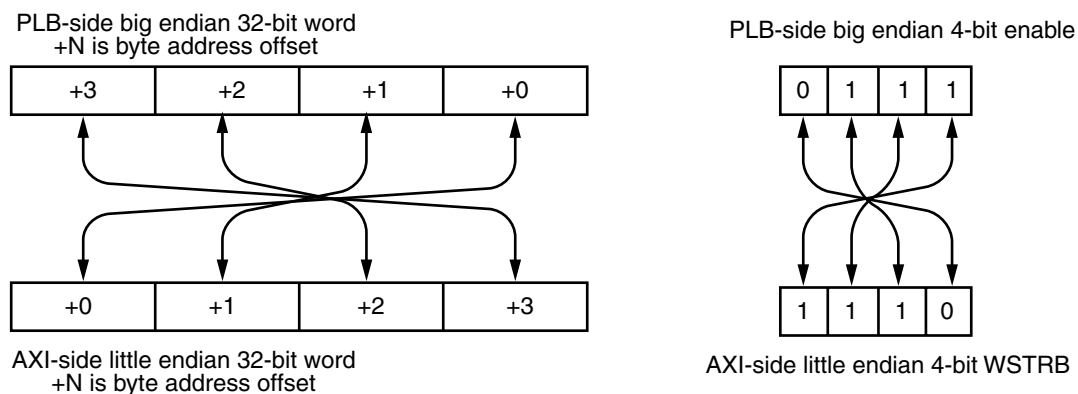 PLB-side big endian 32-bit word
+N is byte address offset
+3 +2 +1 +0
+0 +1 +2 +3
AXI-side little endian 32-bit word
+N is byte address offset
PLB-side big endian 4-bit enable
0 1 1 1
1 1 1 0
AXI-side little endian 4-bit WSTRB